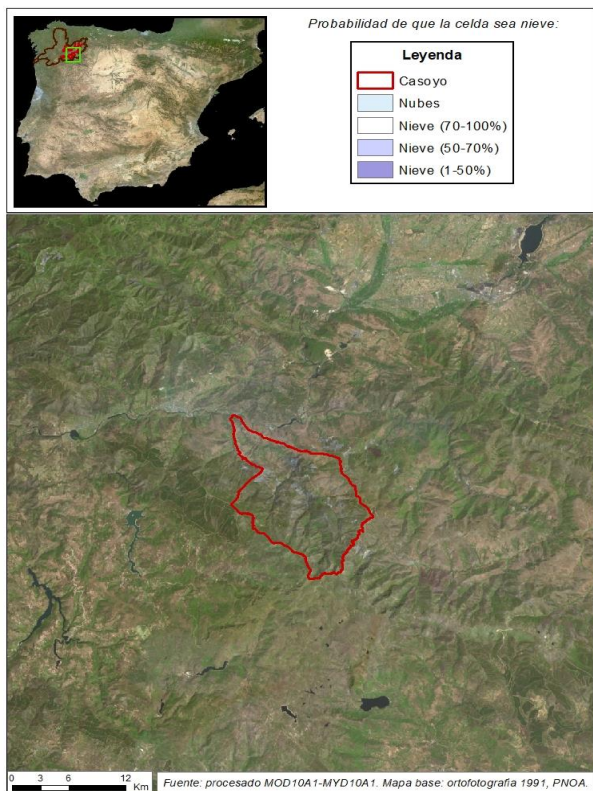 Probabilidad de que la celda sea nieve:
Leyenda
Casoyo
Nubes
Nieve (70-100%)
Nieve (50-70%)
Nieve (1-50%)
0 3 6 12
Km
Fuente: procesado MOD10A1-MYD10A1. Mapa base: ortofotografía 1991, PNOA.